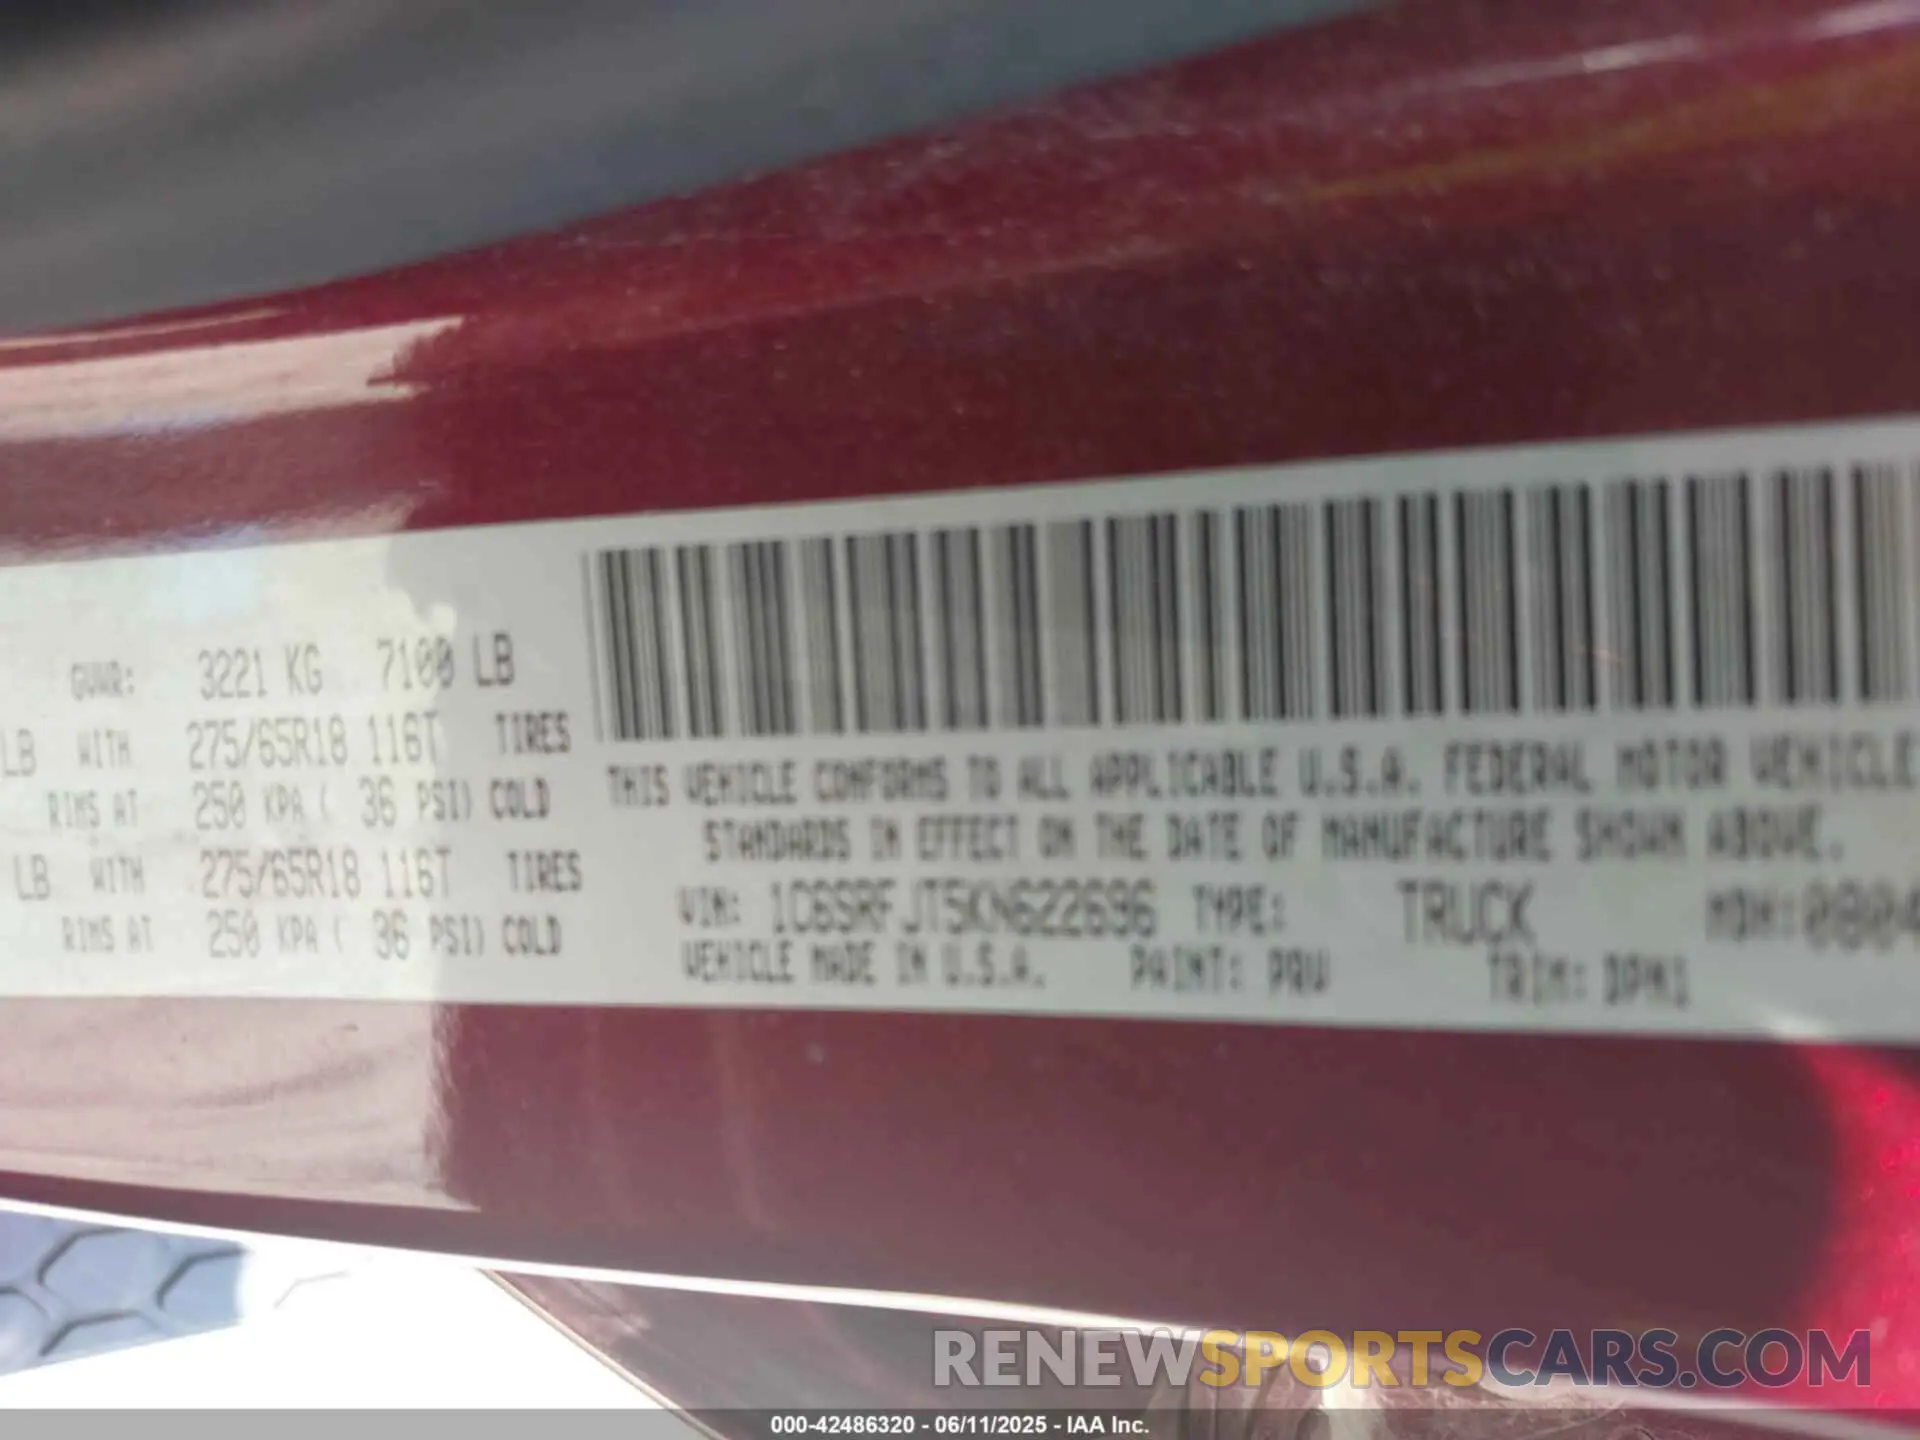 GVWR: 3221 KG 7100 LB
LB WITH 275/65R18 116T TIRES
RIMS AT 250 KPA ( 36 PSI) COLD
LB WITH 275/65R18 116T TIRES
RIMS AT 250 KPA ( 36 PSI) COLD
THIS VEHICLE CONFORMS TO ALL APPLICABLE U.S.A. FEDERAL MOTOR VEHICLE
STANDARDS IN EFFECT ON THE DATE OF MANUFACTURE SHOWN ABOVE.
VIN: 1C6SRFJT5KN622696 TYPE: TRUCK MDH: 0804
VEHICLE MADE IN U.S.A. PAINT: PRV TRIM: DPM1
RENEWSPORTSCARS.COM
000-42486320 - 06/11/2025 - IAA Inc.